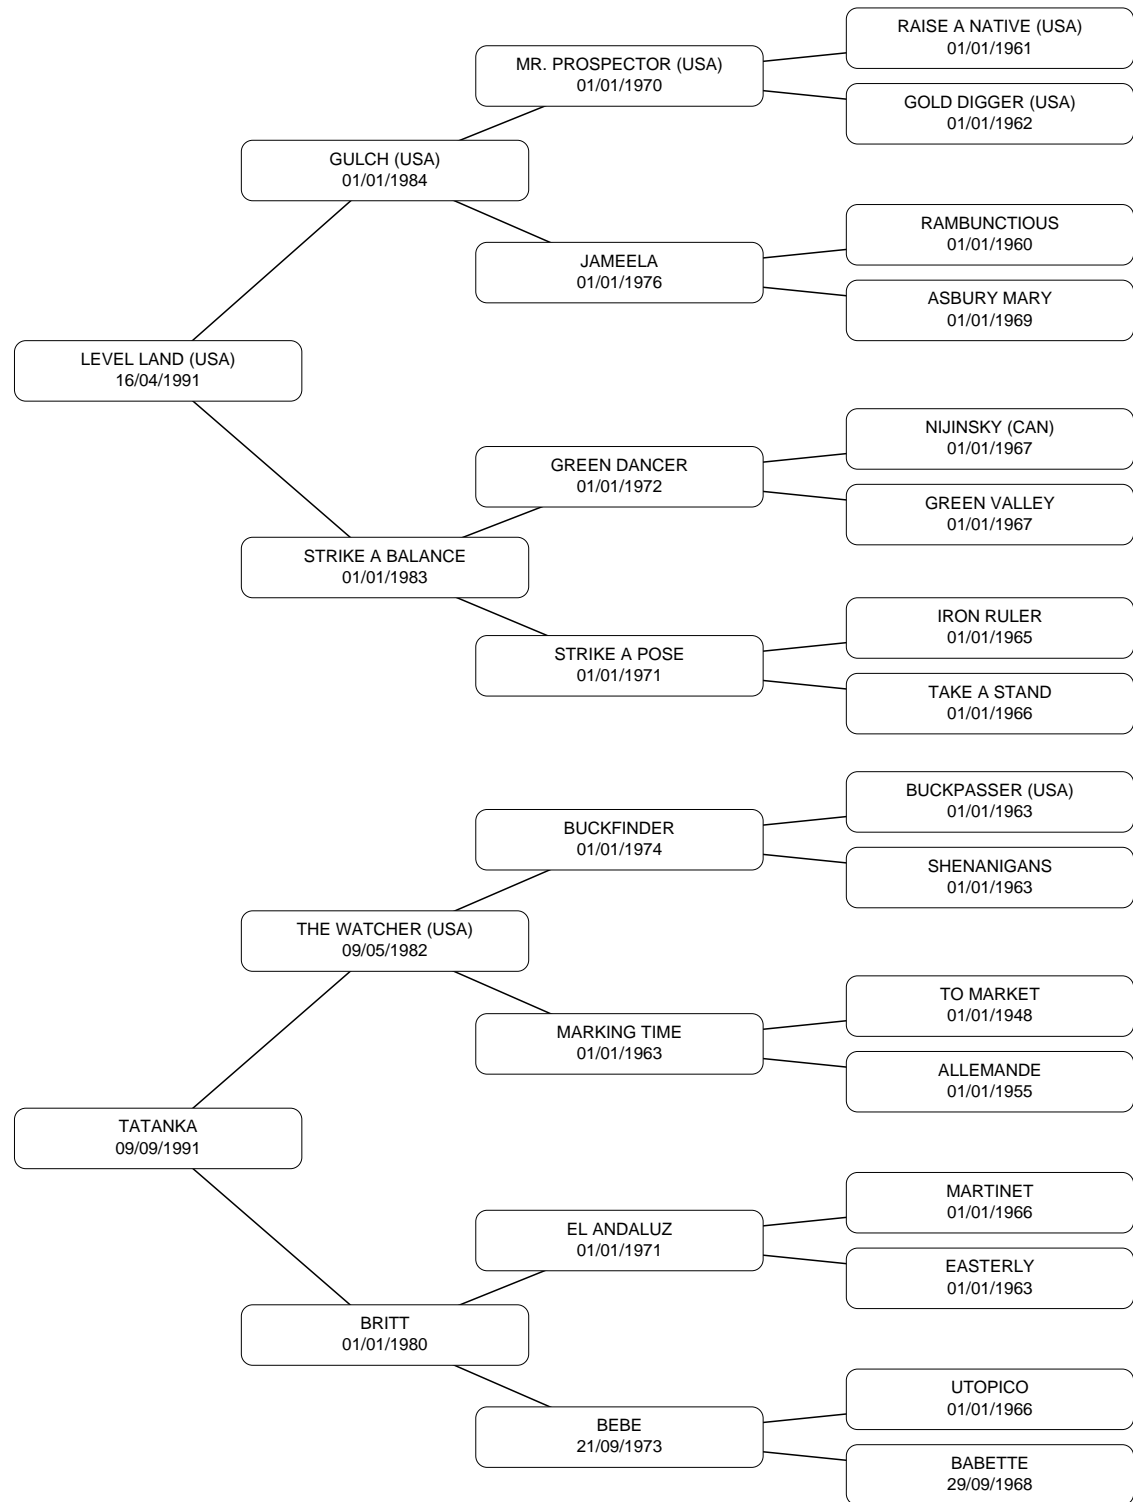 RAISE A NATIVE (USA)
01/01/1961
MR. PROSPECTOR (USA)
01/01/1970
GOLD DIGGER (USA)
01/01/1962
GULCH (USA)
01/01/1984
RAMBUNCTIOUS
01/01/1960
JAMEELA
01/01/1976
ASBURY MARY
01/01/1969
LEVEL LAND (USA)
16/04/1991
NIJINSKY (CAN)
01/01/1967
GREEN DANCER
01/01/1972
GREEN VALLEY
01/01/1967
STRIKE A BALANCE
01/01/1983
IRON RULER
01/01/1965
STRIKE A POSE
01/01/1971
TAKE A STAND
01/01/1966
BUCKPASSER (USA)
01/01/1963
BUCKFINDER
01/01/1974
SHENANIGANS
01/01/1963
THE WATCHER (USA)
09/05/1982
TO MARKET
01/01/1948
MARKING TIME
01/01/1963
ALLEMANDE
01/01/1955
TATANKA
09/09/1991
MARTINET
01/01/1966
EL ANDALUZ
01/01/1971
EASTERLY
01/01/1963
BRITT
01/01/1980
UTOPICO
01/01/1966
BEBE
21/09/1973
BABETTE
29/09/1968